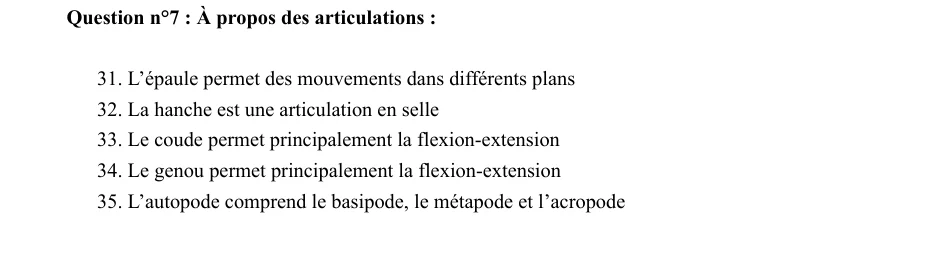 Question n°7 : À propos des articulations :
31. L’épaule permet des mouvements dans différents plans
32. La hanche est une articulation en selle
33. Le coude permet principalement la flexion-extension
34. Le genou permet principalement la flexion-extension
35. L’autopode comprend le basipode, le métapode et l’acropode